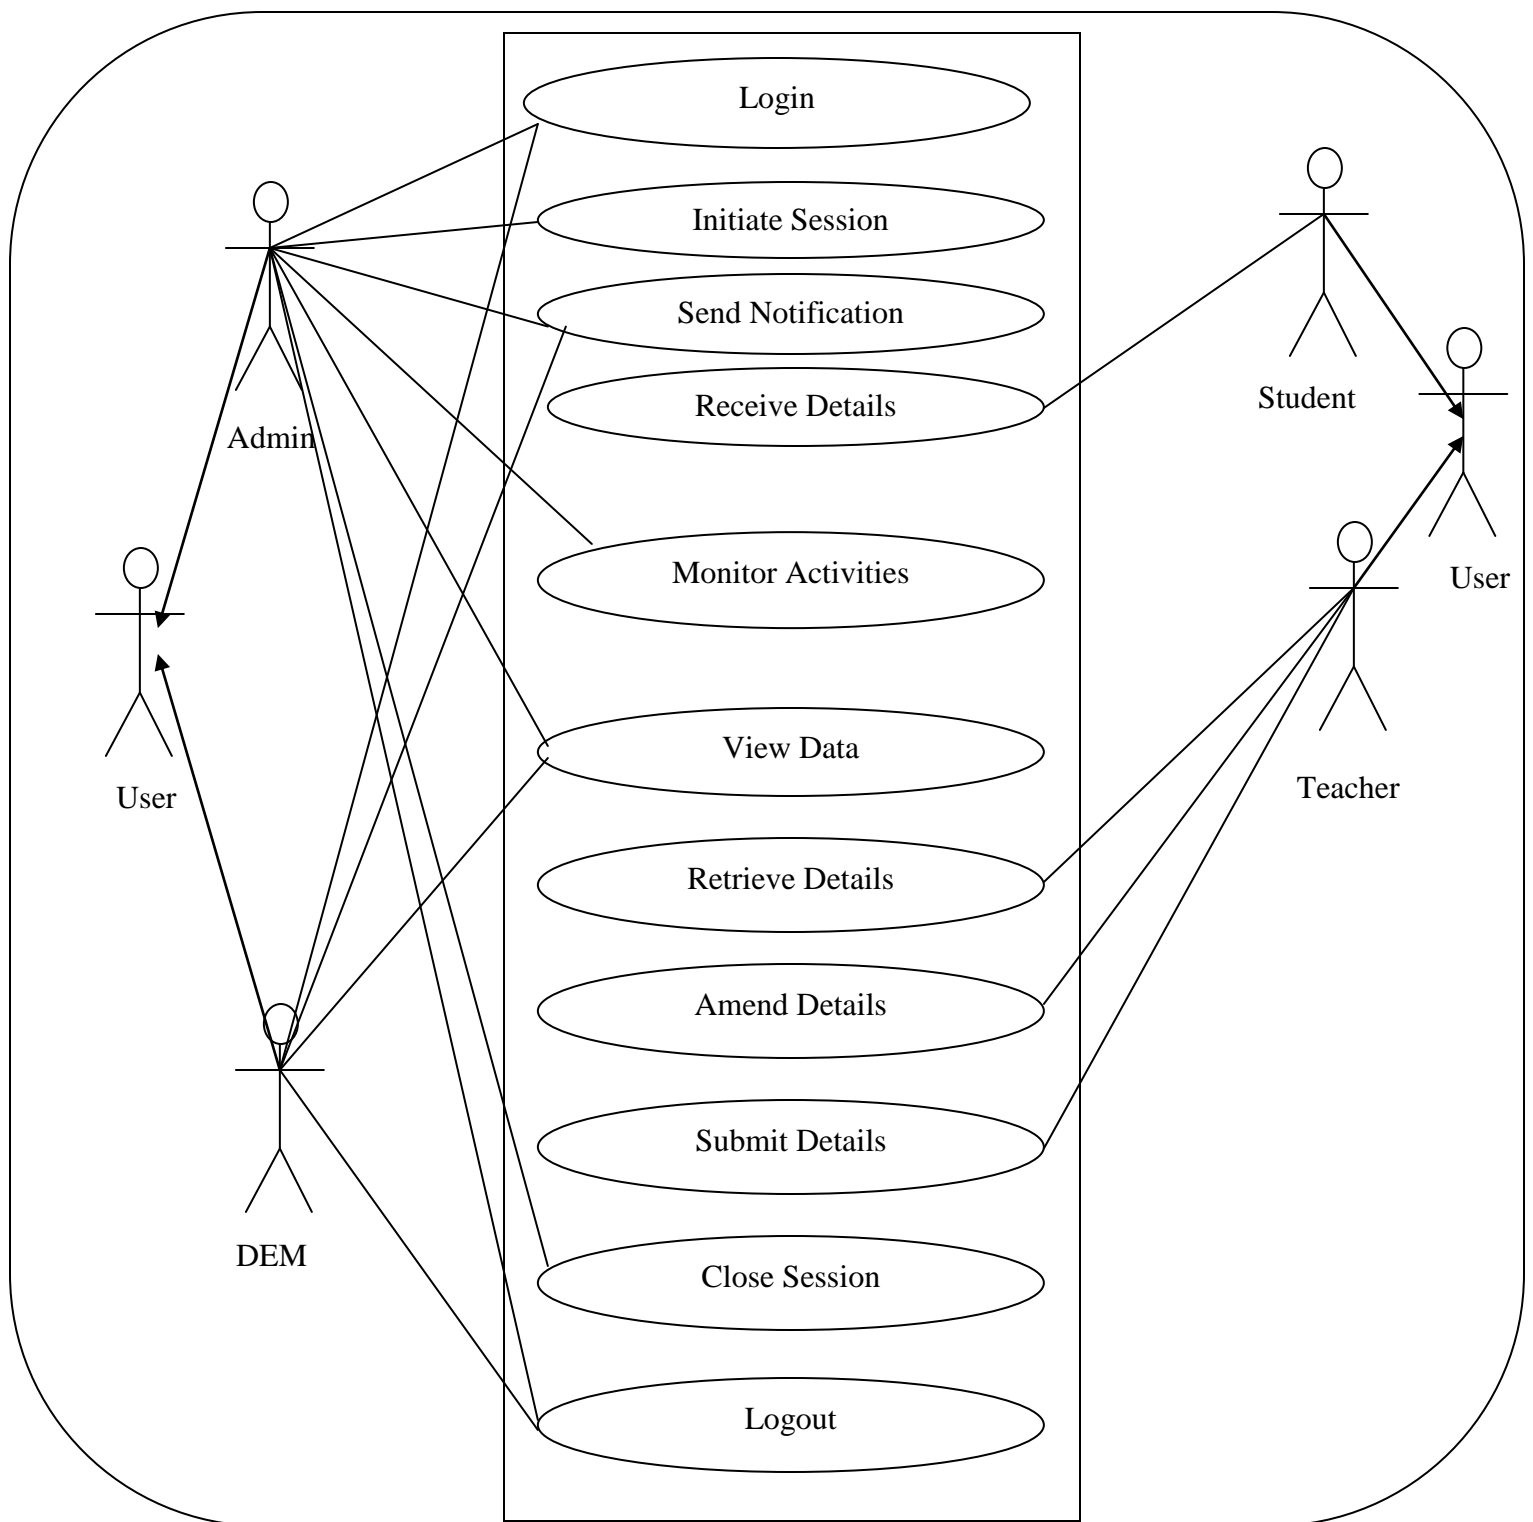 Login
Initiate Session
Send Notification
Receive Details
Student
Admin
Monitor Activities
User
View Data
Teacher
User
Retrieve Details
Amend Details
Submit Details
DEM
Close Session
Logout